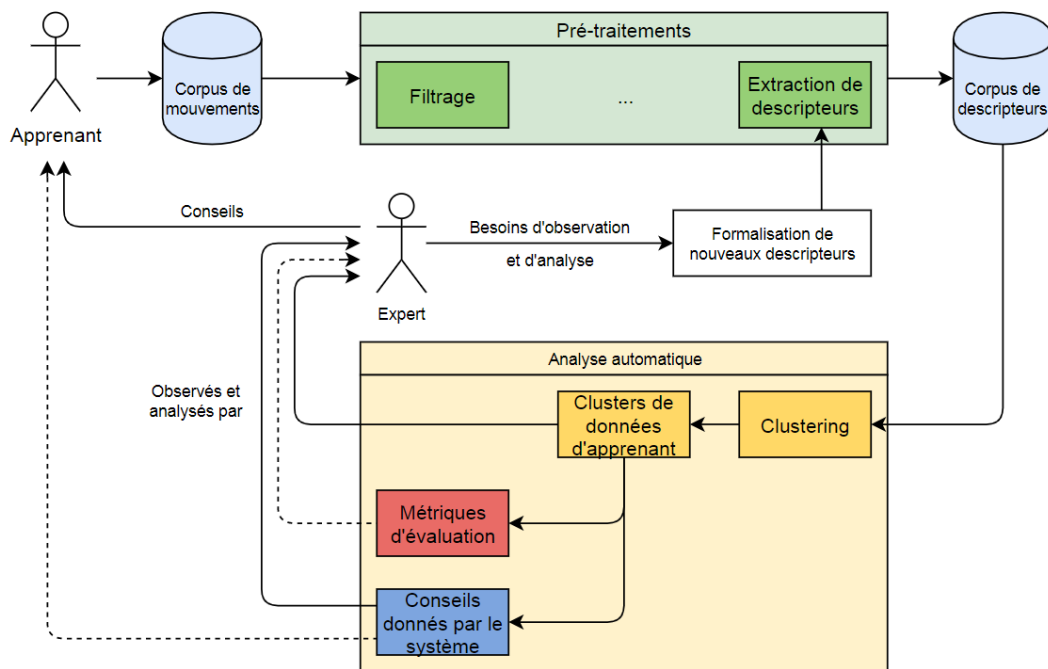 Pré-traitements
Corpus de
mouvements
Filtrage
...
Extraction de
descripteurs
Corpus de
descripteurs
Apprenant
Conseils
Besoins d'observation
et d'analyse
Formalisation de
nouveaux descripteurs
Expert
Analyse automatique
Observés et
analysés par
Clusters de
données
d'apprenant
Clustering
Métriques
d'évaluation
Conseils
donnés par le
système